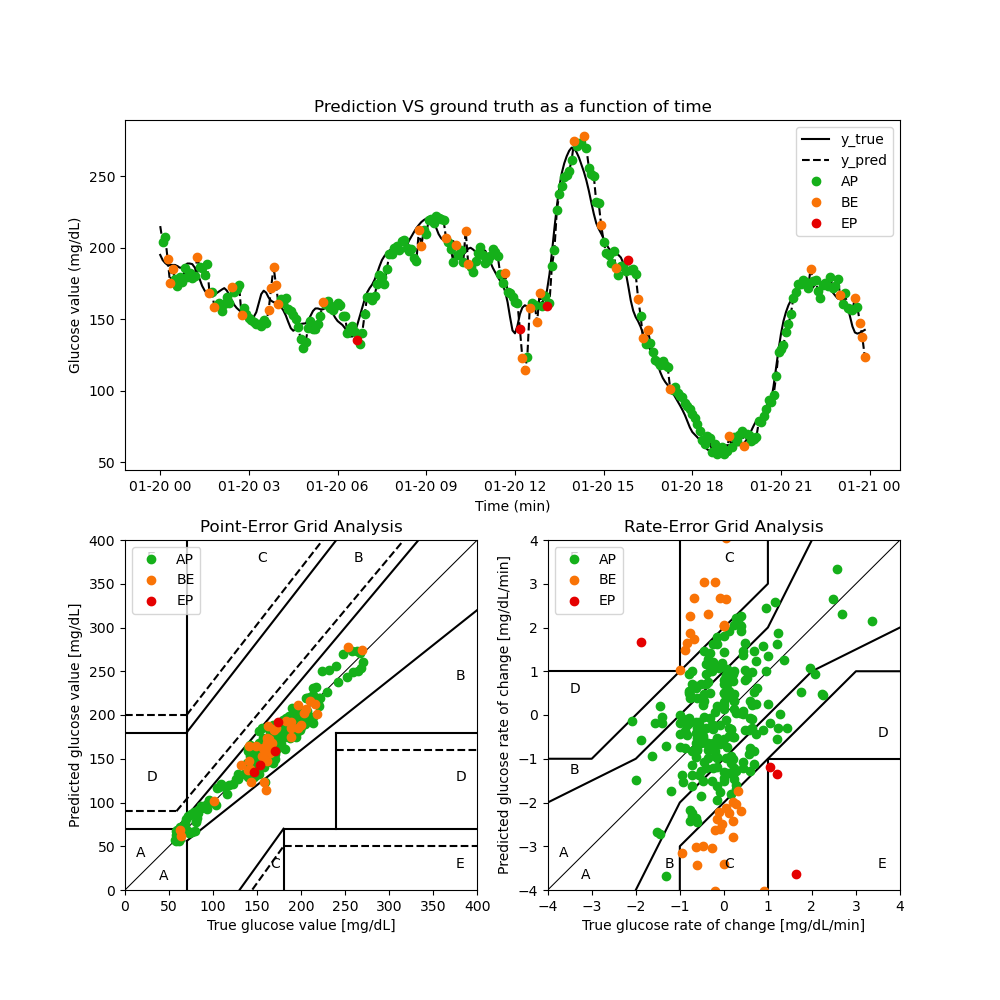 Prediction VS ground truth as a function of time
Glucose value (mg/dL)
250
200
150
100
50
y_true
y_pred
AP
BE
EP
01-20 00 01-20 03 01-20 06 01-20 09 01-20 12 01-20 15 01-20 18 01-20 21 01-21 00
Time (min)
Point-Error Grid Analysis
Predicted glucose value [mg/dL]
400
350
300
250
200
150
100
50
0
AP
BE
EP
C
B
B
D
D
A
A
C
E
0 50 100 150 200 250 300 350 400
True glucose value [mg/dL]
Rate-Error Grid Analysis
Predicted glucose rate of change [mg/dL/min]
4
3
2
1
0
−1
−2
−3
−4
AP
BE
EP
C
D
D
B
A
A
B
C
E
−4 −3 −2 −1 0 1 2 3 4
True glucose rate of change [mg/dL/min]